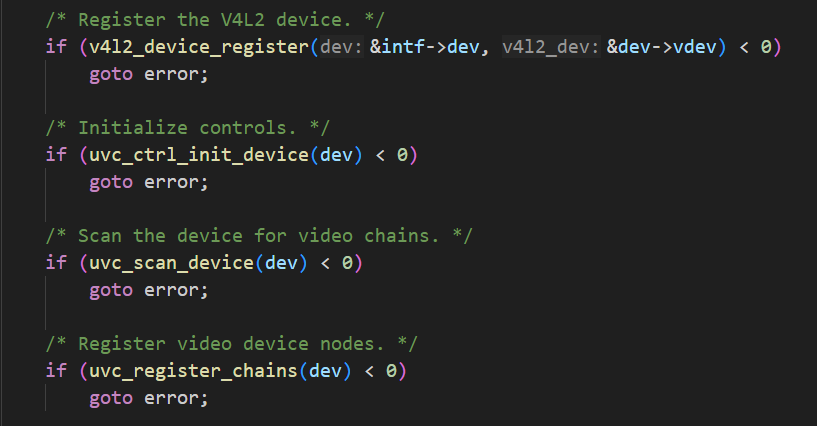 /* Register the V4L2 device. */
if (v4l2_device_register(dev: &intf->dev, v4l2_dev: &dev->vdev) < 0)
    goto error;

/* Initialize controls. */
if (uvc_ctrl_init_device(dev) < 0)
    goto error;

/* Scan the device for video chains. */
if (uvc_scan_device(dev) < 0)
    goto error;

/* Register video device nodes. */
if (uvc_register_chains(dev) < 0)
    goto error;